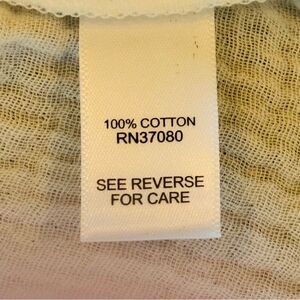 100% COTTON
RN37080
SEE REVERSE
FOR CARE